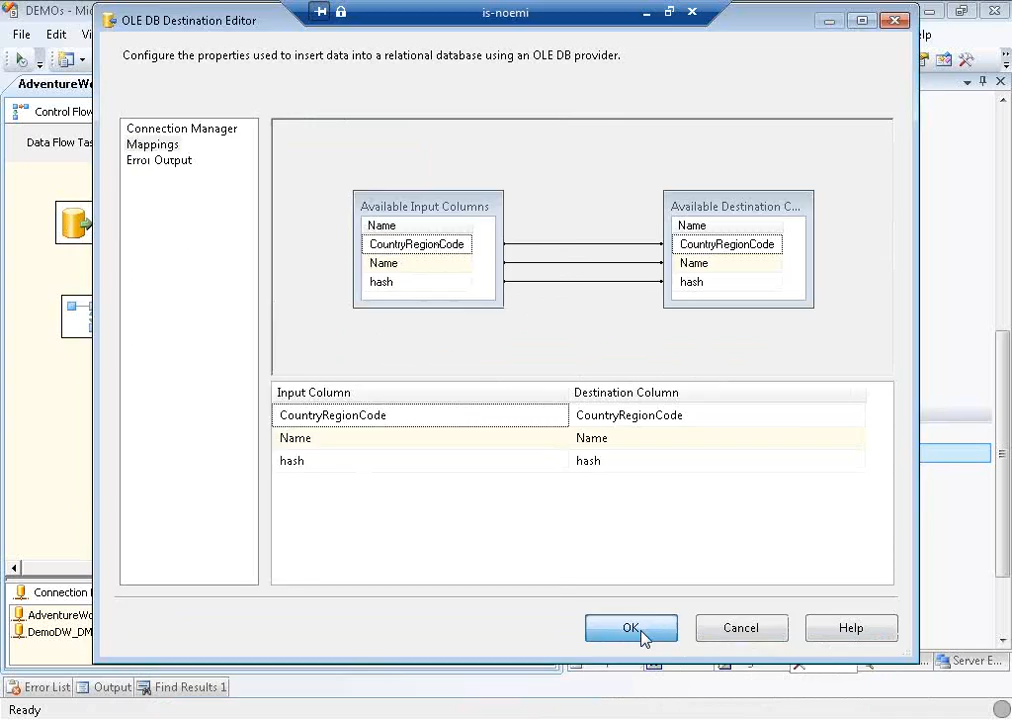 DEMOs - Mic
OLE DB Destination Editor
is-noemi
File Edit
elp
Configure the properties used to insert data into a relational database using an OLE DB provider.
AdventureWo
Control Flow
Data Flow Tas
Connection Manager
Mappings
Error Output
Available Input Columns
Name
CountryRegionCode
Name
hash
Available Destination C...
Name
CountryRegionCode
Name
hash
Input Column Destination Column
CountryRegionCode CountryRegionCode
Name Name
hash hash
Connection
AdventureWo
DemoDW_DM
OK Cancel Help
Server E...
Error List Output Find Results 1
Ready